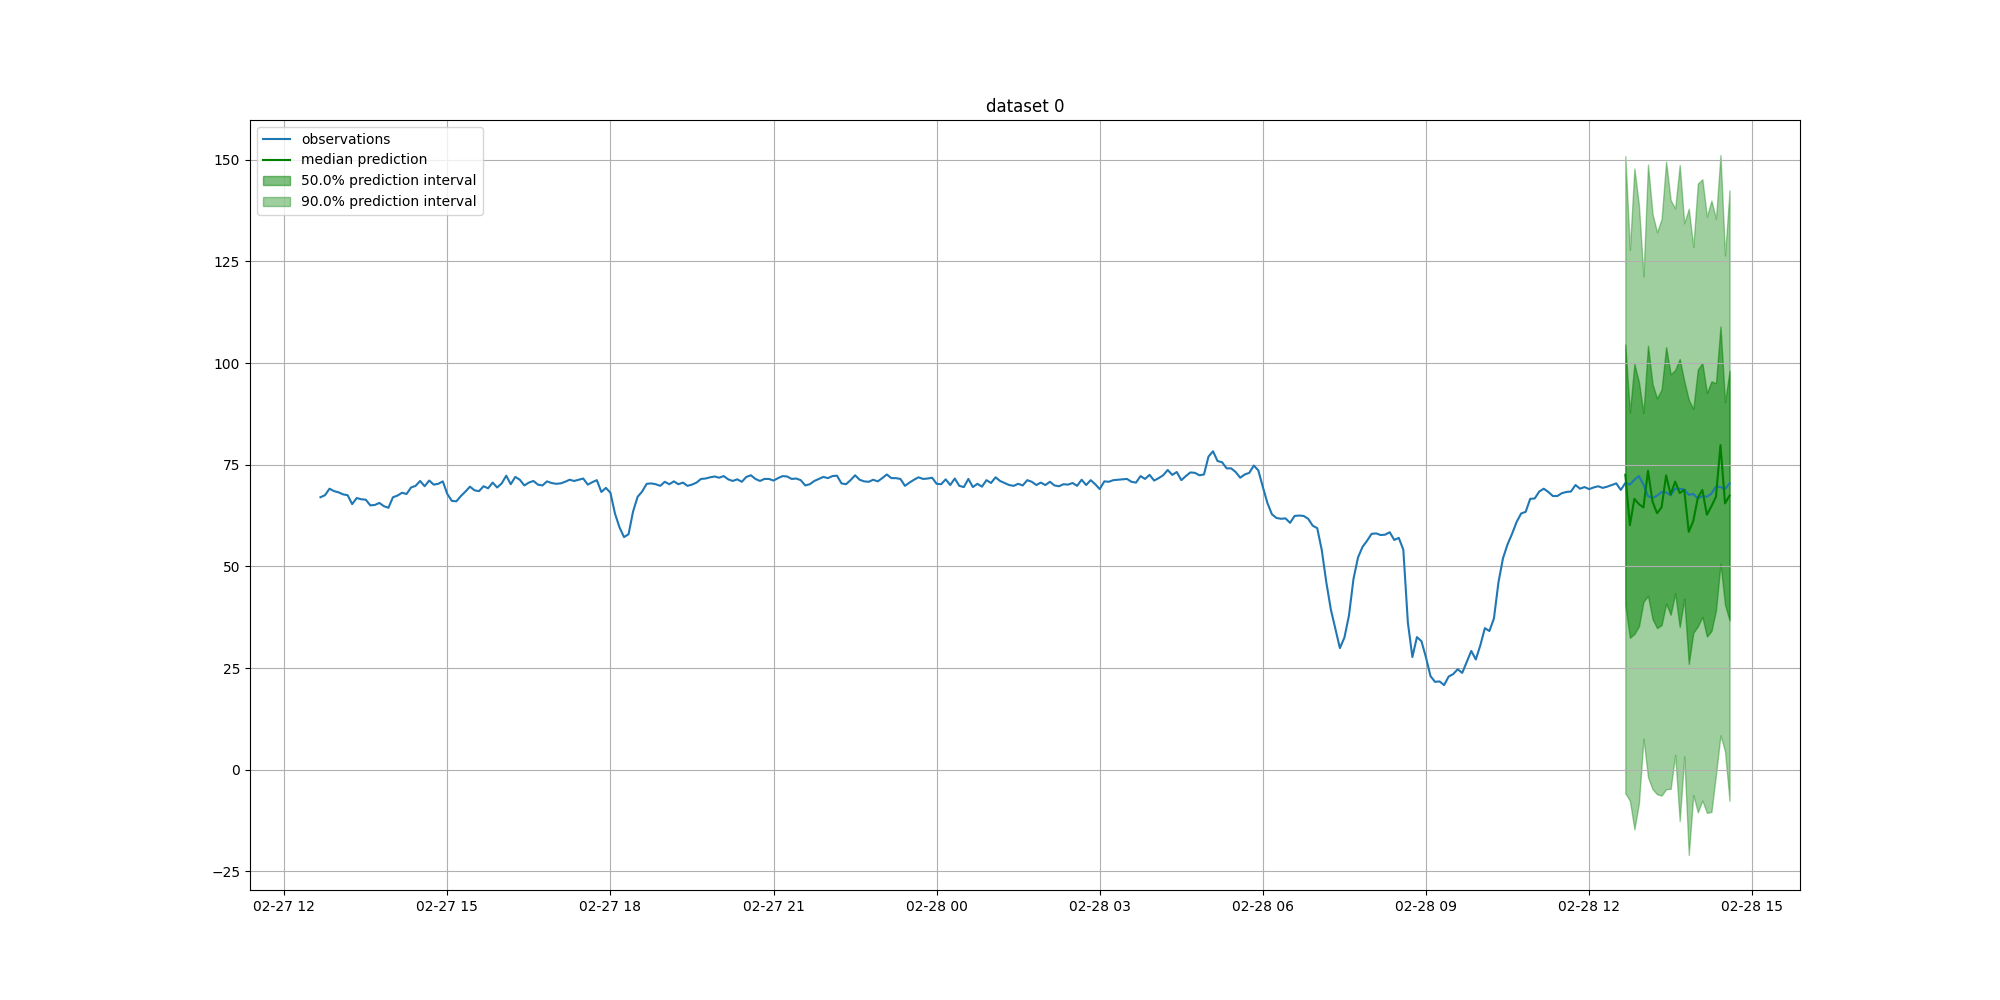 dataset 0
observations
median prediction
50.0% prediction interval
90.0% prediction interval
150
125
100
75
50
25
0
−25
02-27 12 02-27 15 02-27 18 02-27 21 02-28 00 02-28 03 02-28 06 02-28 09 02-28 12 02-28 15